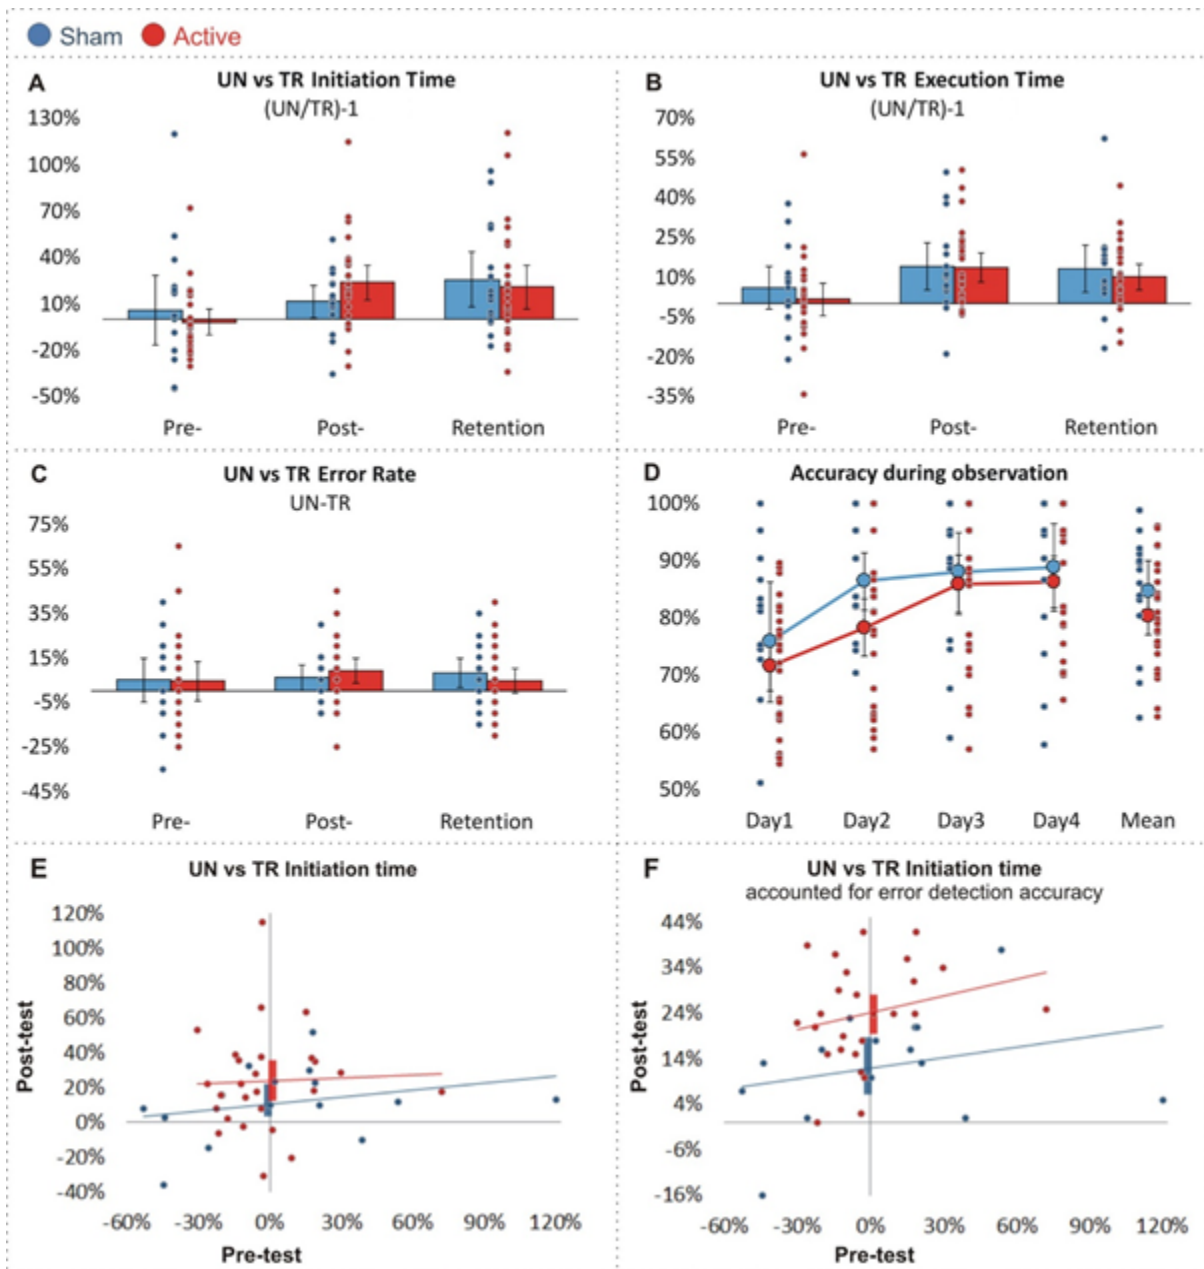 Sham Active
A UN vs TR Initiation Time
(UN/TR)-1
130%
100%
70%
40%
10%
-20%
-50%
Pre- Post- Retention
B UN vs TR Execution Time
(UN/TR)-1
70%
55%
40%
25%
10%
-5%
-20%
-35%
Pre- Post- Retention
C UN vs TR Error Rate
UN-TR
75%
55%
35%
15%
-5%
-25%
-45%
Pre- Post- Retention
D Accuracy during observation
100%
90%
80%
70%
60%
50%
Day1 Day2 Day3 Day4 Mean
E UN vs TR Initiation time
Post-test
120%
100%
80%
60%
40%
20%
0%
-20%
-40%
-60% -30% 0% 30% 60% 90% 120%
Pre-test
F UN vs TR Initiation time
accounted for error detection accuracy
Post-test
44%
34%
24%
14%
4%
-6%
-16%
-60% -30% 0% 30% 60% 90% 120%
Pre-test